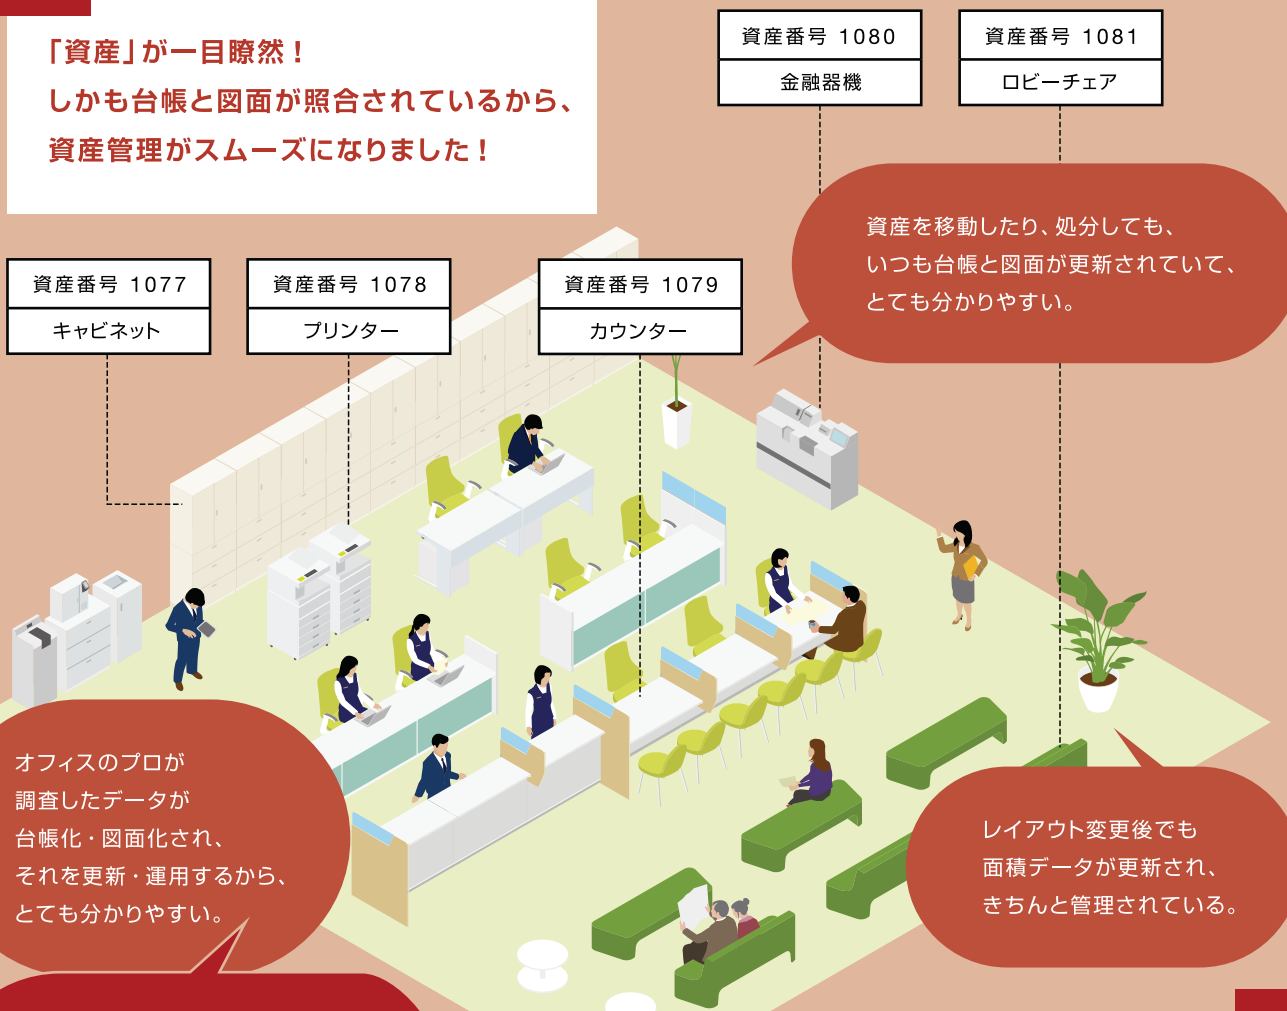 「資産」が一目瞭然！
しかも台帳と図面が照合されているから、
資産管理がスムーズになりました！
資産番号 1080
金融器機
資産番号 1081
ロビーチェア
資産を移動したり、処分しても、
いつも台帳と図面が更新されていて、
とても分かりやすい。
資産番号 1077
キャビネット
資産番号 1078
プリンター
資産番号 1079
カウンター
オフィスのプロが
調査したデータが
台帳化・図面化され、
それを更新・運用するから、
とても分かりやすい。
レイアウト変更後でも
面積データが更新され、
きちんと管理されている。